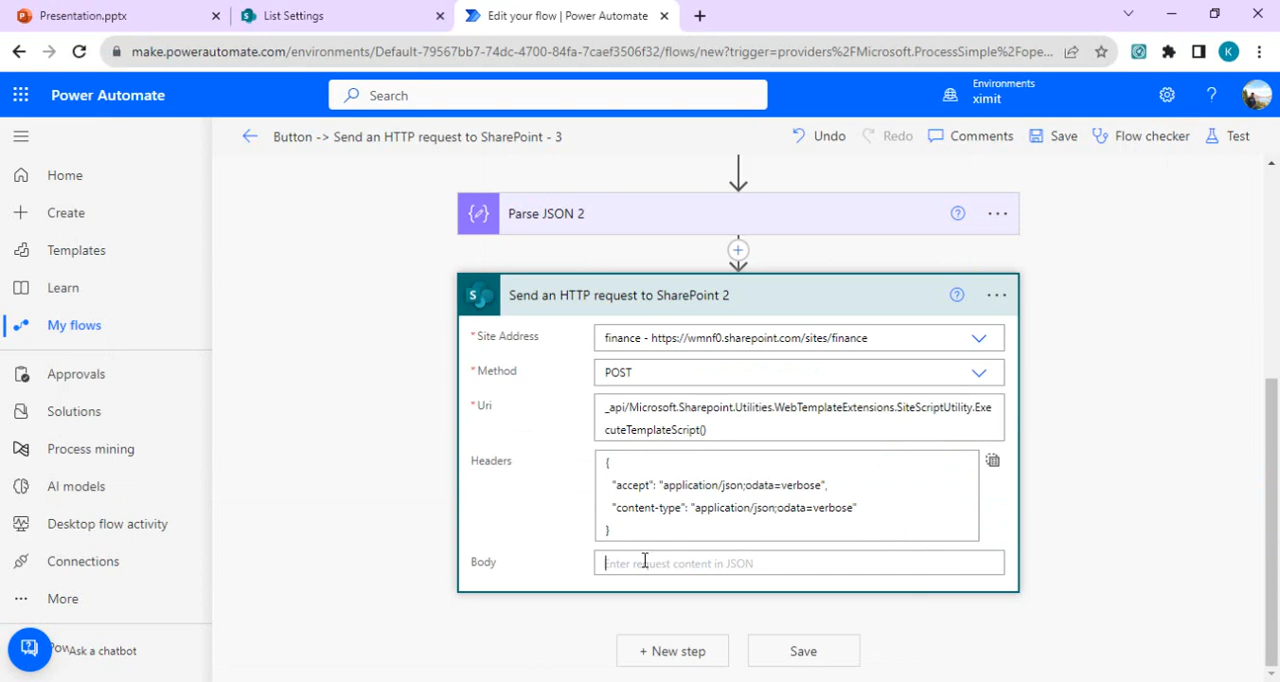 Presentation.pptx
List Settings
Edit your flow | Power Automate
make.powerautomate.com/environments/Default-79567bb7-74dc-4700-84fa-7caef3506f32/flows/new?trigger=providers%2FMicrosoft.ProcessSimple%2Fope...
K
Power Automate
Search
Environments
ximit
Button -> Send an HTTP request to SharePoint - 3
Undo
Redo
Comments
Save
Flow checker
Test
Home
Create
Templates
Learn
My flows
Approvals
Solutions
Process mining
AI models
Desktop flow activity
Connections
More
Ask a chatbot
Parse JSON 2
Send an HTTP request to SharePoint 2
*Site Address
finance - https://wmnf0.sharepoint.com/sites/finance
*Method
POST
*Uri
_api/Microsoft.Sharepoint.Utilities.WebTemplateExtensions.SiteScriptUtility.Exe
cuteTemplateScript()
Headers
{
"accept": "application/json;odata=verbose",
"content-type": "application/json;odata=verbose"
}
Body
Enter request content in JSON
+ New step
Save